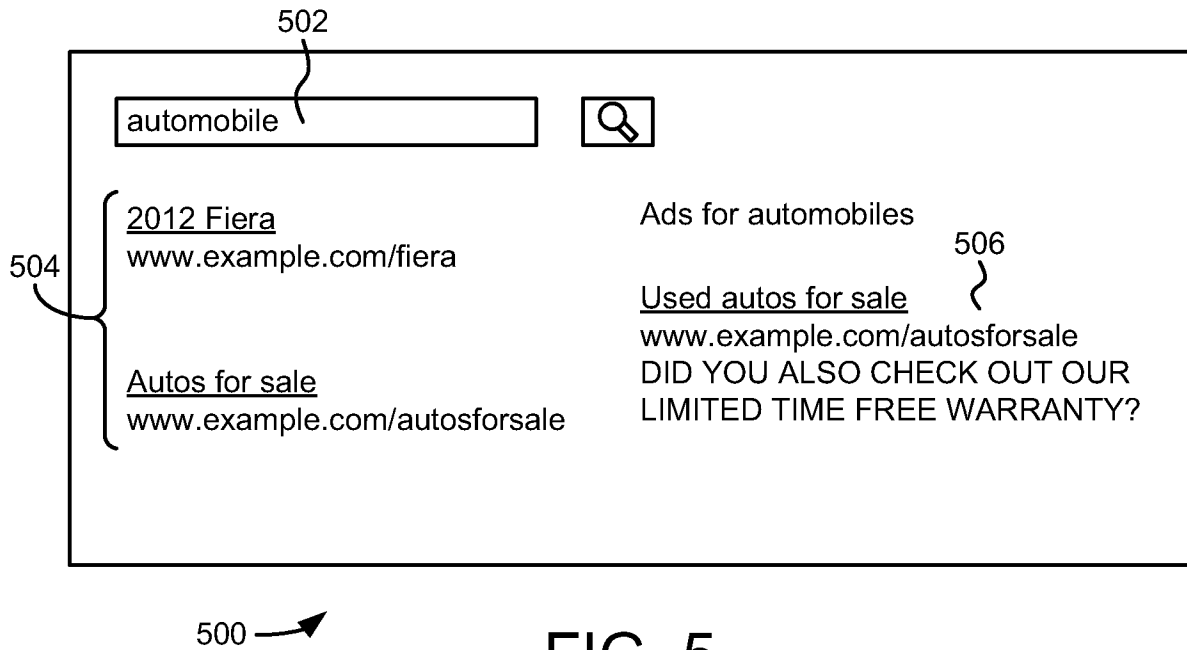 502
automobile
2012 Fiera
www.example.com/fiera
504
Autos for sale
www.example.com/autosforsale
Ads for automobiles
506
Used autos for sale
www.example.com/autosforsale
DID YOU ALSO CHECK OUT OUR
LIMITED TIME FREE WARRANTY?
500
FIG. 5